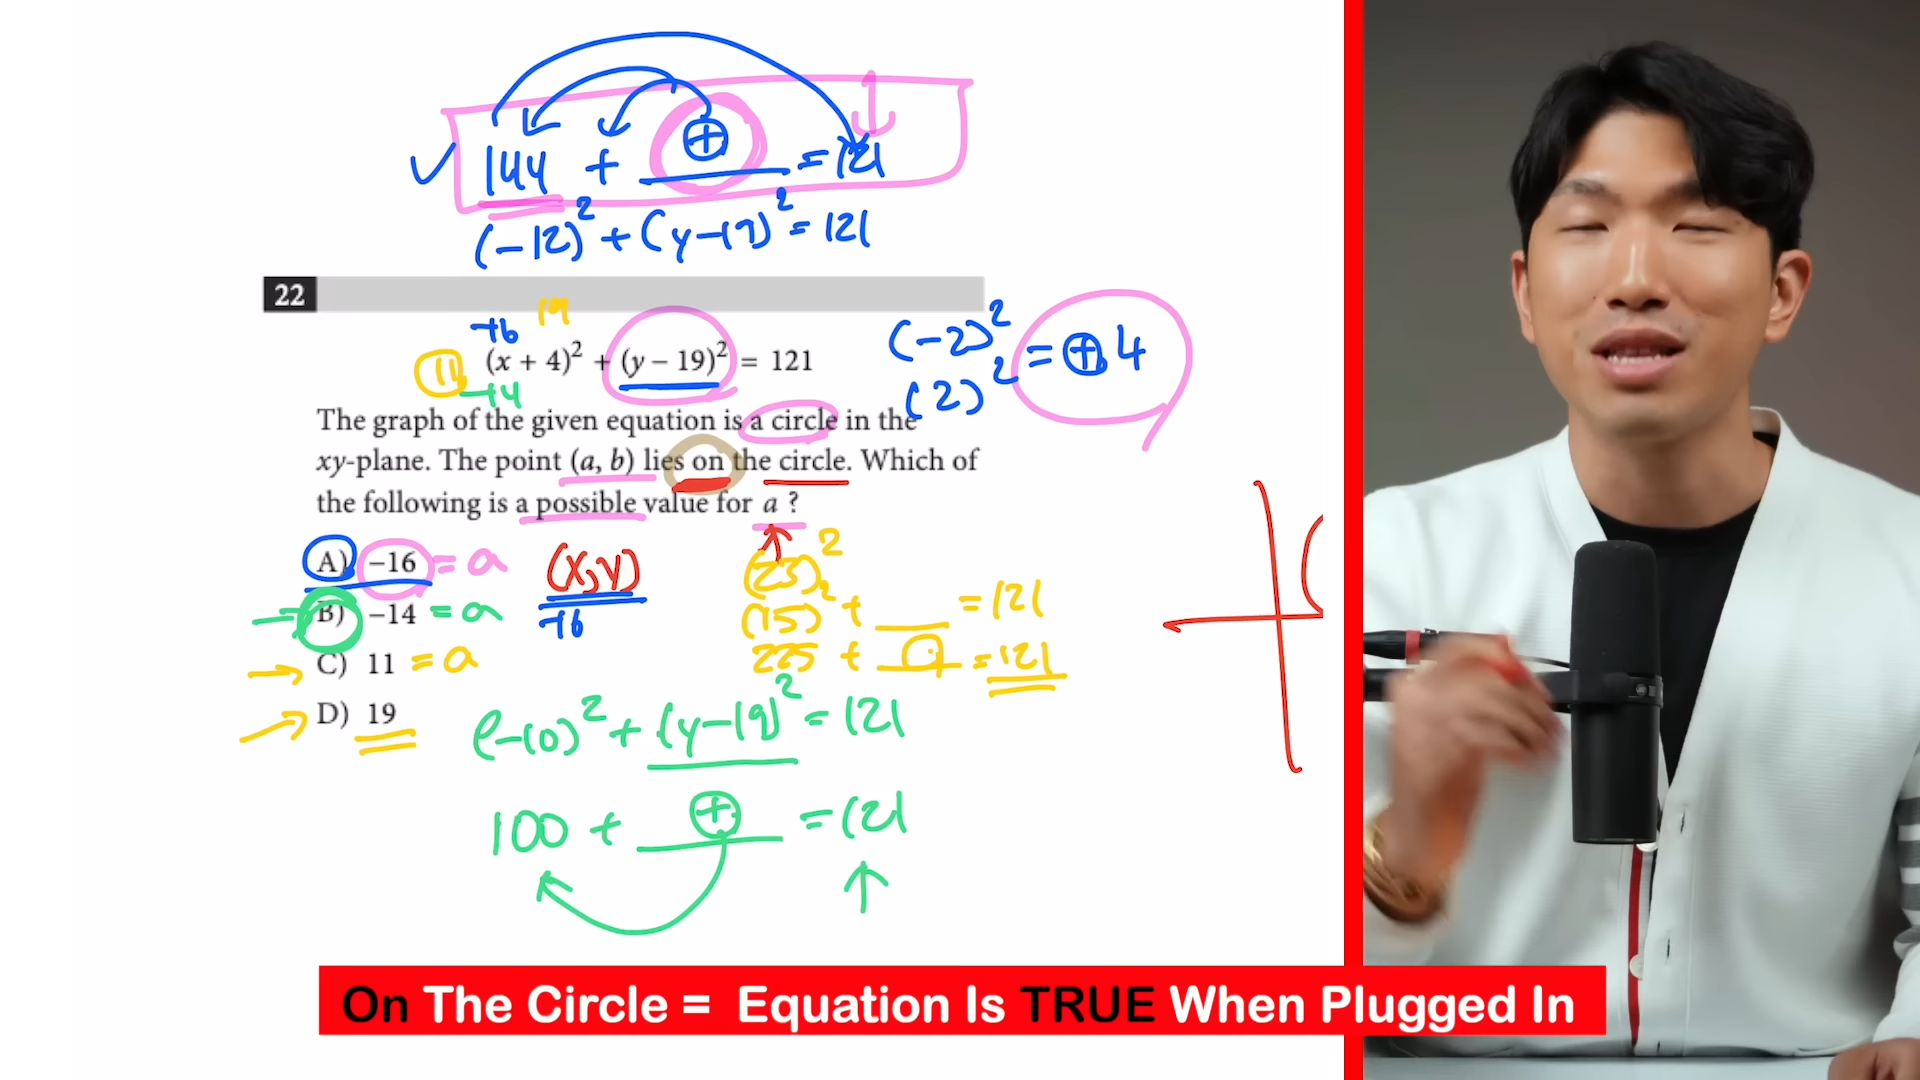 144 + ⊕ = 121
(-12)² + (y-19)² = 121
22
-16 19
(x + 4)² + (y − 19)² = 121
11
-14
(-2)²
(2)² = ⊕ 4
The graph of the given equation is a circle in the
xy-plane. The point (a, b) lies on the circle. Which of
the following is a possible value for a ?
A) −16 = a
B) −14 = a
C) 11 = a
D) 19
(x,y)
-16
(23)²
(15)² + ___ = 121
225 + ___ = 121
(-10)² + (y-19)² = 121
100 + ⊕ = 121
On The Circle = Equation Is TRUE When Plugged In